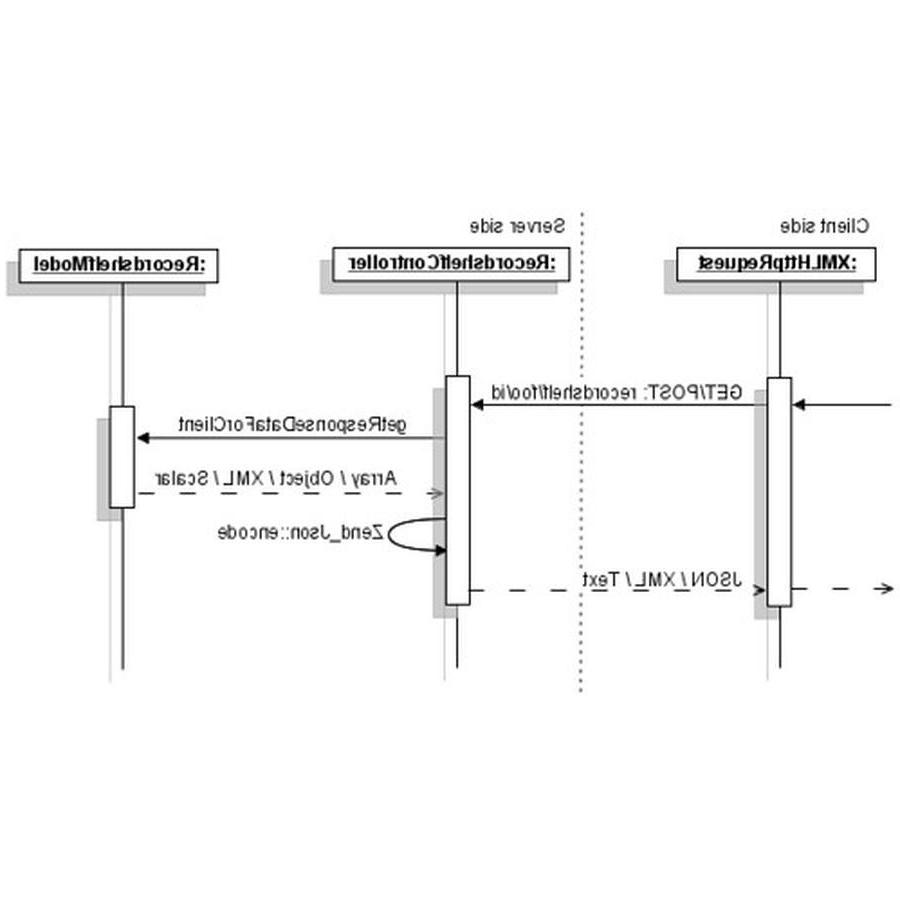 Client side
Server side
:XMLHttpRequest
:RecordshelfController
:RecordshelfModel
GET/POST: recordshelf/foo/id
getResponseDataForClient
Array / Object / XML / Scalar
Zend_Json::encode
JSON / XML / Text